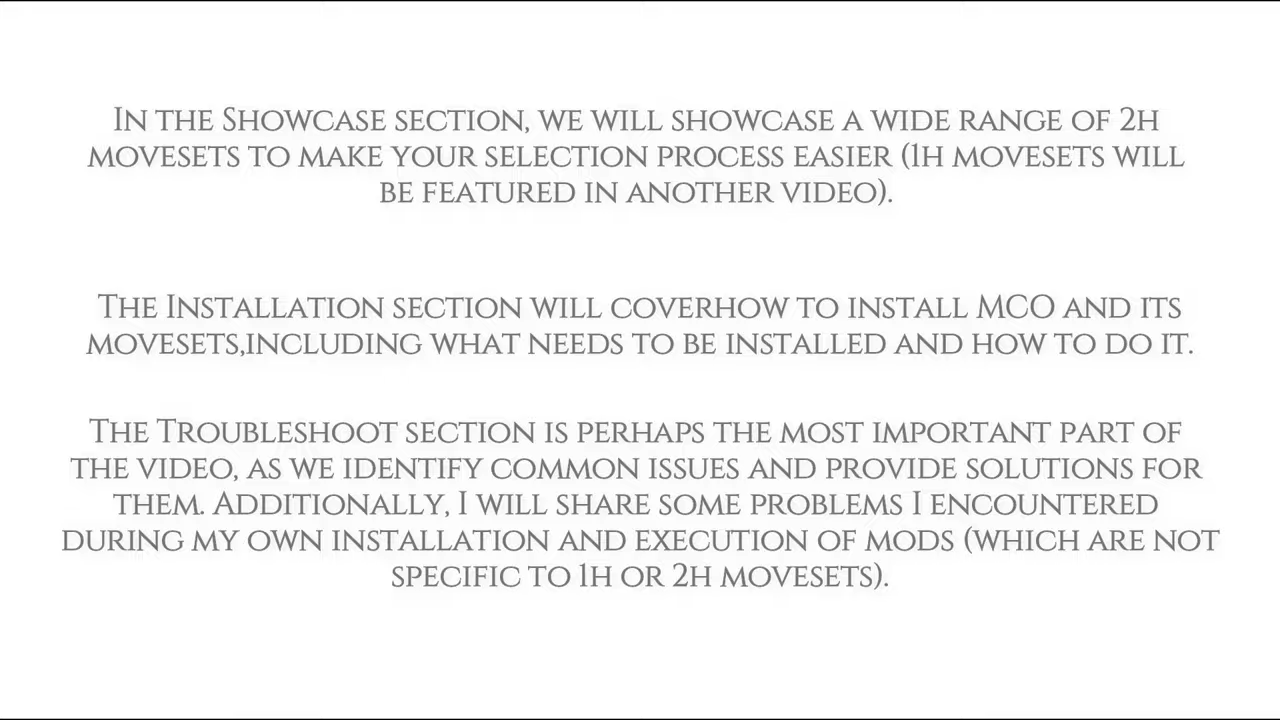 In the Showcase section, we will showcase a wide range of 2H
movesets to make your selection process easier (1H movesets will
be featured in another video).
The Installation section will coverhow to install MCO and its
movesets,including what needs to be installed and how to do it.
The Troubleshoot section is perhaps the most important part of
the video, as we identify common issues and provide solutions for
them. Additionally, I will share some problems I encountered
during my own installation and execution of mods (which are not
specific to 1H or 2H movesets).